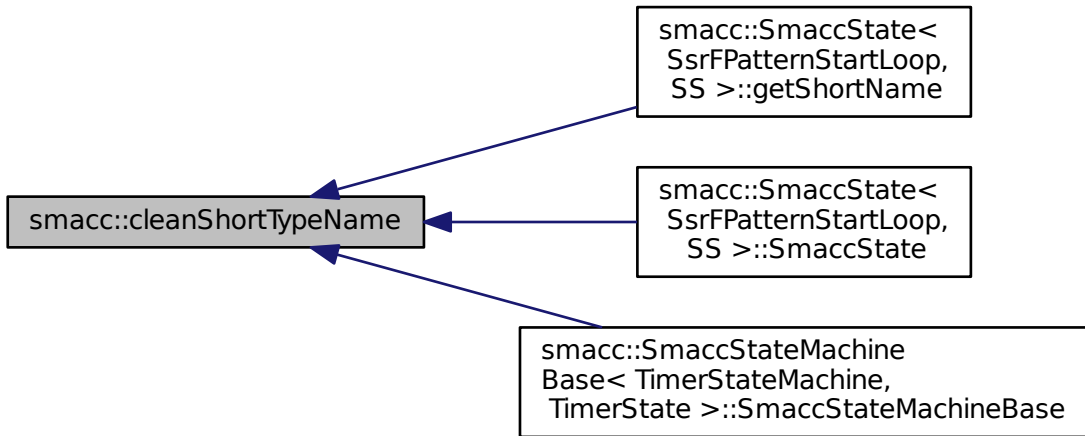 smacc::SmaccState<
SsrFPatternStartLoop,
SS >::getShortName
smacc::cleanShortTypeName
smacc::SmaccState<
SsrFPatternStartLoop,
SS >::SmaccState
smacc::SmaccStateMachine
Base< TimerStateMachine,
TimerState >::SmaccStateMachineBase